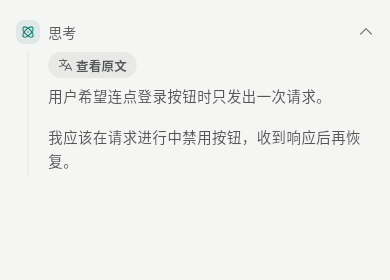 思考
查看原文
用户希望连点登录按钮时只发出一次请求。
我应该在请求进行中禁用按钮，收到响应后再恢
复。